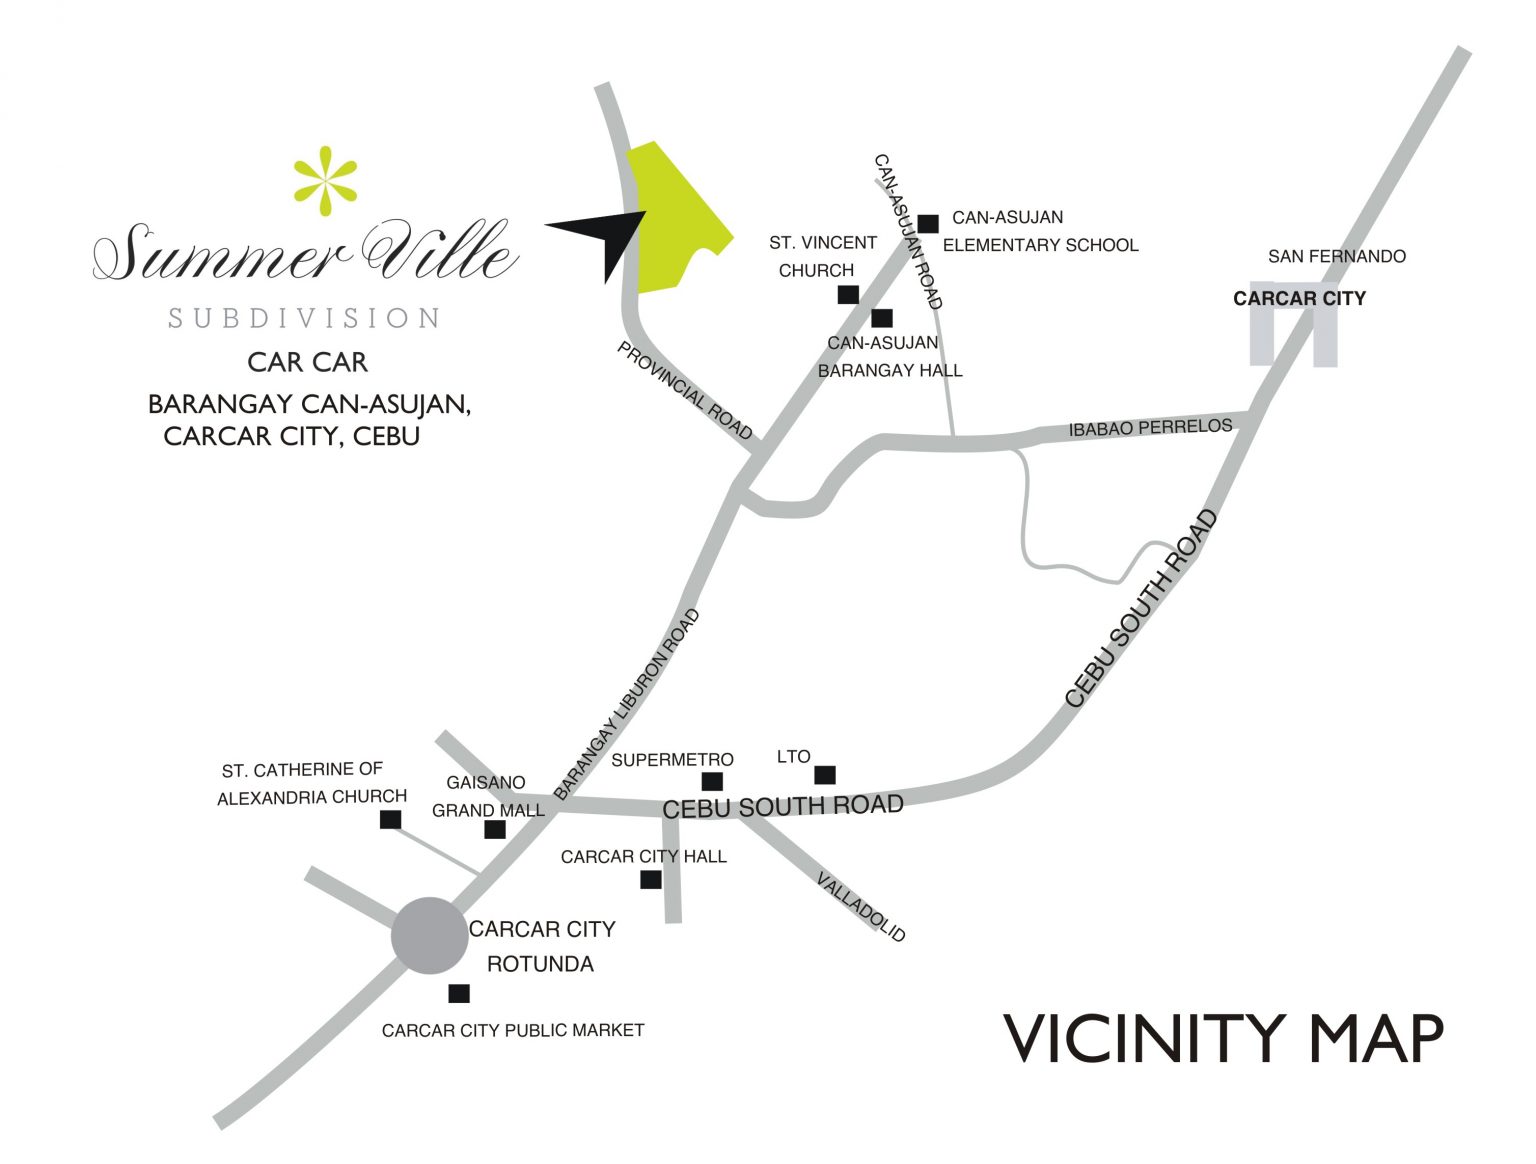 Summer Ville
SUBDIVISION
CAR CAR
BARANGAY CAN-ASUJAN,
CARCAR CITY, CEBU
PROVINCIAL ROAD
ST. VINCENT
CHURCH
CAN-ASUJAN ROAD
CAN-ASUJAN
ELEMENTARY SCHOOL
CAN-ASUJAN
BARANGAY HALL
SAN FERNANDO
CARCAR CITY
IBABAO PERRELOS
CEBU SOUTH ROAD
BARANGAY LIBURON ROAD
ST. CATHERINE OF
ALEXANDRIA CHURCH
GAISANO
GRAND MALL
SUPERMETRO
LTO
CEBU SOUTH ROAD
CARCAR CITY HALL
VALLADOLID
CARCAR CITY
ROTUNDA
CARCAR CITY PUBLIC MARKET
VICINITY MAP